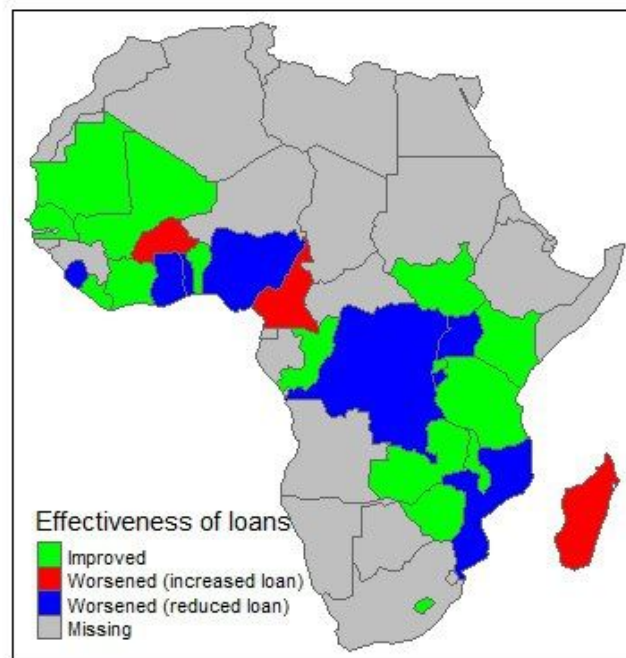 Effectiveness of loans
Improved
Worsened (increased loan)
Worsened (reduced loan)
Missing